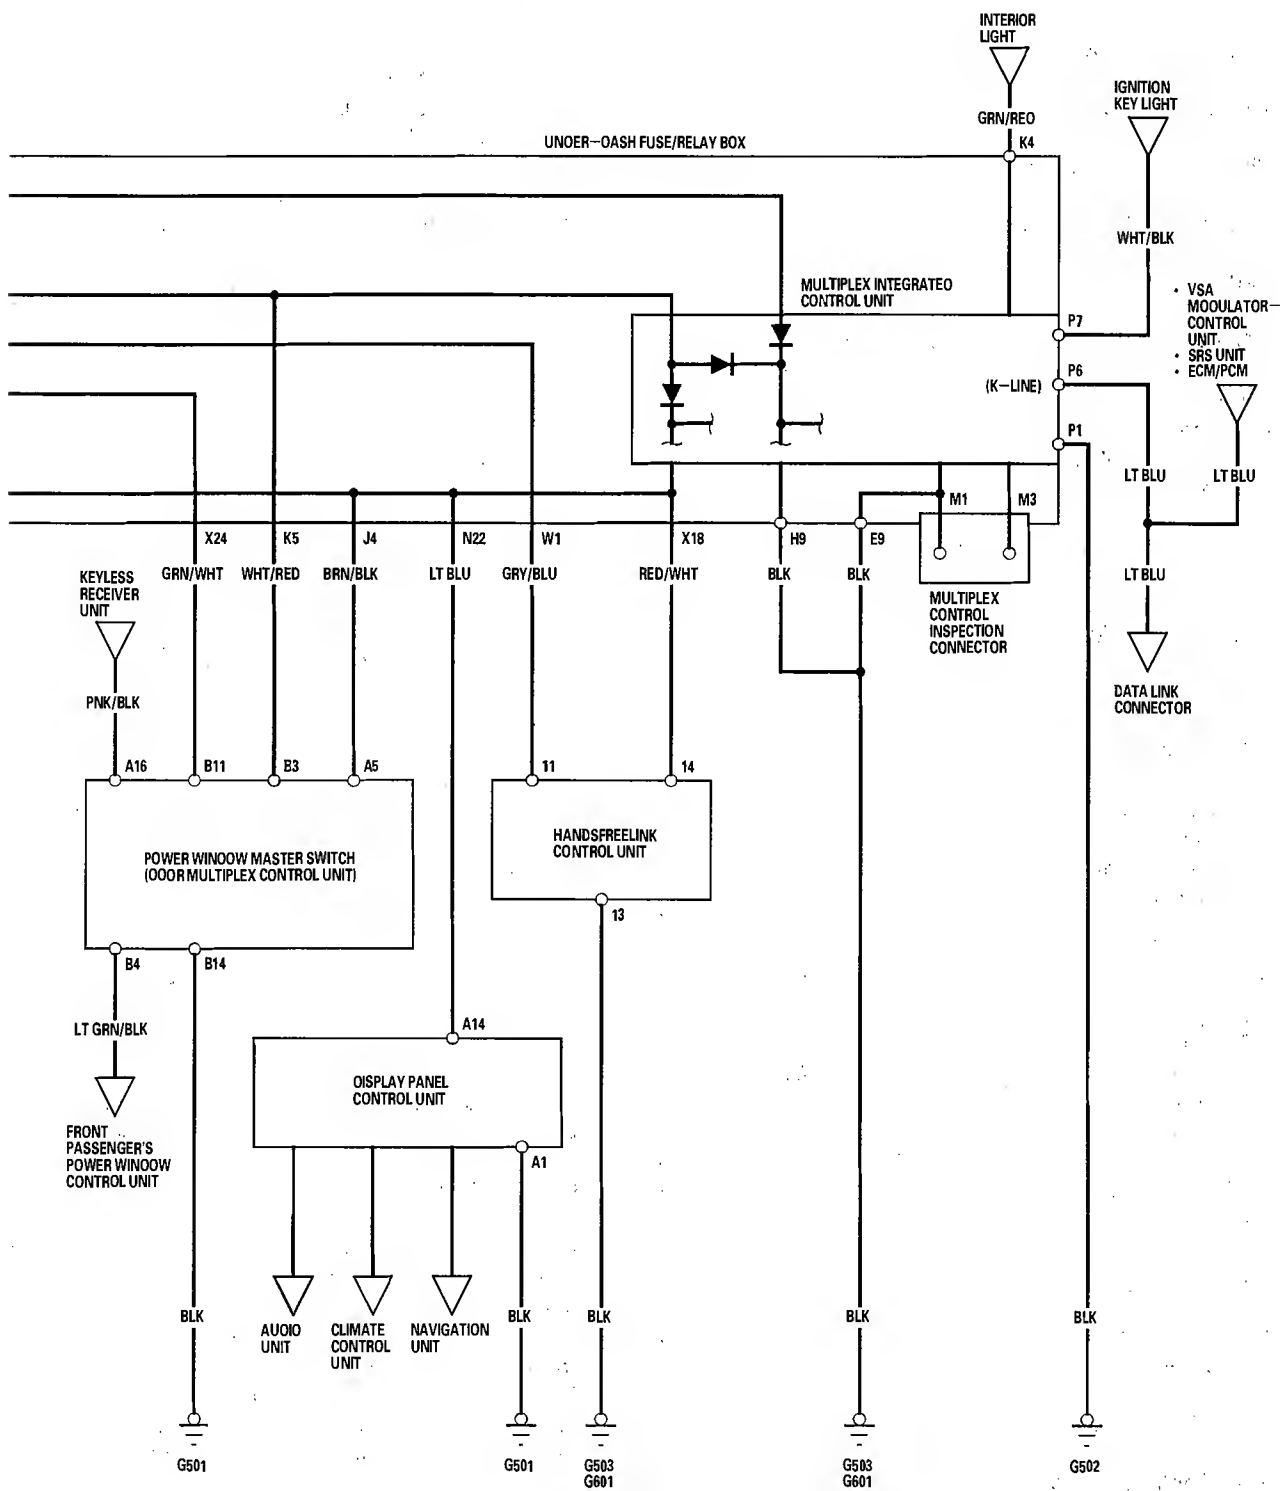 INTERIOR
LIGHT
GRN/REO
K4
IGNITION
KEY LIGHT
UNOER-OASH FUSE/RELAY BOX
WHT/BLK
MULTIPLEX INTEGRATEO
CONTROL UNIT
• VSA
MOOULATOR-
CONTROL
UNIT
• SRS UNIT
• ECM/PCM
P7
(K-LINE)
P6
P1
LT BLU
LT BLU
M1
M3
X24
K5
J4
N22
W1
X18
H9
E9
GRN/WHT
WHT/RED
BRN/BLK
LT BLU
GRY/BLU
RED/WHT
BLK
BLK
LT BLU
KEYLESS
RECEIVER
UNIT
MULTIPLEX
CONTROL
INSPECTION
CONNECTOR
PNK/BLK
DATA LINK
CONNECTOR
A16
B11
B3
A5
11
14
HANDSFREELINK
CONTROL UNIT
POWER WINDOW MASTER SWITCH
(OOOR MULTIPLEX CONTROL UNIT)
13
B4
B14
LT GRN/BLK
A14
OISPLAY PANEL
CONTROL UNIT
FRONT
PASSENGER'S
POWER WINOOW
CONTROL UNIT
A1
BLK
AUOIO
UNIT
CLIMATE
CONTROL
UNIT
NAVIGATION
UNIT
BLK
BLK
BLK
BLK
G501
G501
G503
G601
G503
G601
G502